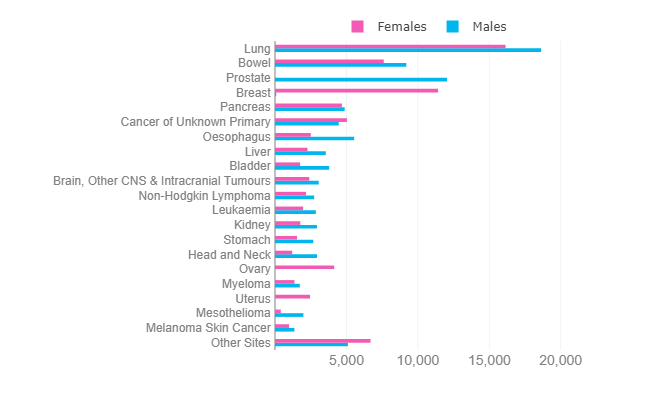 Females Males
Lung
Bowel
Prostate
Breast
Pancreas
Cancer of Unknown Primary
Oesophagus
Liver
Bladder
Brain, Other CNS & Intracranial Tumours
Non-Hodgkin Lymphoma
Leukaemia
Kidney
Stomach
Head and Neck
Ovary
Myeloma
Uterus
Mesothelioma
Melanoma Skin Cancer
Other Sites
5,000 10,000 15,000 20,000